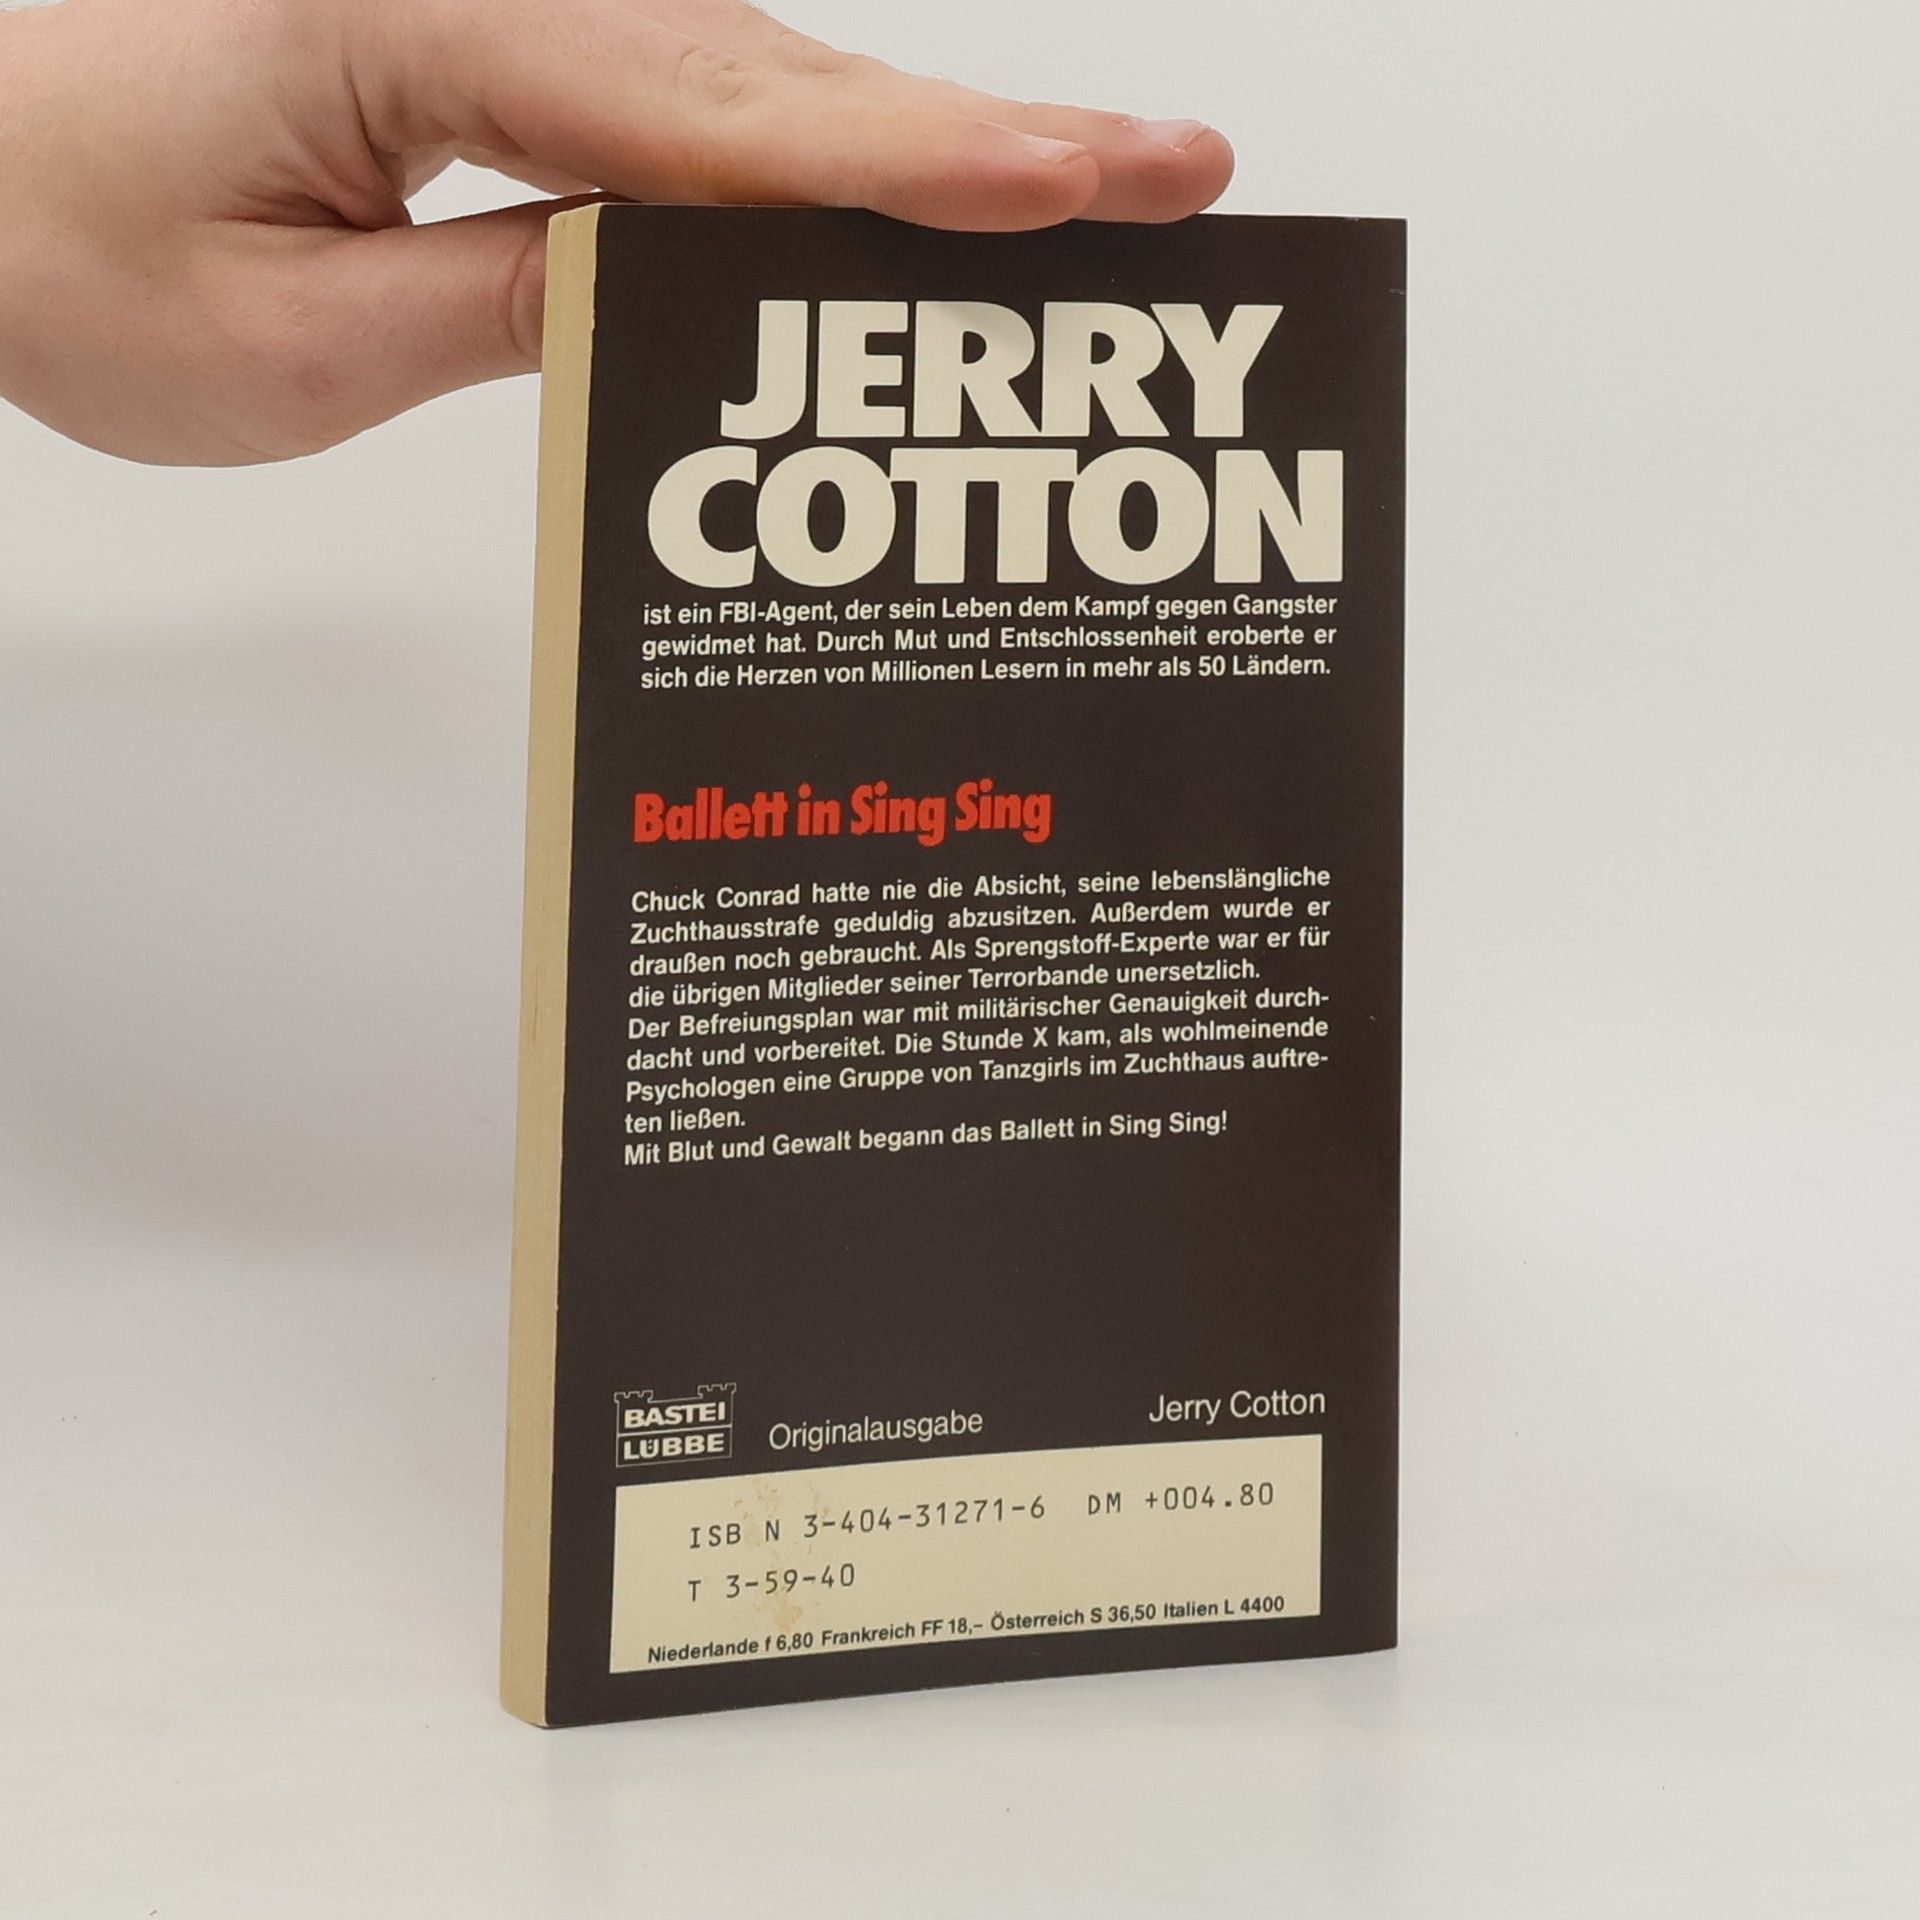 JERRY
COTTON
ist ein FBI-Agent, der sein Leben dem Kampf gegen Gangster
gewidmet hat. Durch Mut und Entschlossenheit eroberte er
sich die Herzen von Millionen Lesern in mehr als 50 Ländern.
Ballett in Sing Sing
Chuck Conrad hatte nie die Absicht, seine lebenslängliche
Zuchthausstrafe geduldig abzusitzen. Außerdem wurde er
draußen noch gebraucht. Als Sprengstoff-Experte war er für
die übrigen Mitglieder seiner Terrorbande unersetzlich.
Der Befreiungsplan war mit militärischer Genauigkeit durch-
dacht und vorbereitet. Die Stunde X kam, als wohlmeinende
Psychologen eine Gruppe von Tanzgirls im Zuchthaus auftre-
ten ließen.
Mit Blut und Gewalt begann das Ballett in Sing Sing!
BASTEI
LÜBBE
Originalausgabe
Jerry Cotton
ISB N 3-404-31271-6 DM +004.80
T 3-59-40
Niederlande f 6,80 Frankreich FF 18,– Österreich S 36,50 Italien L 4400